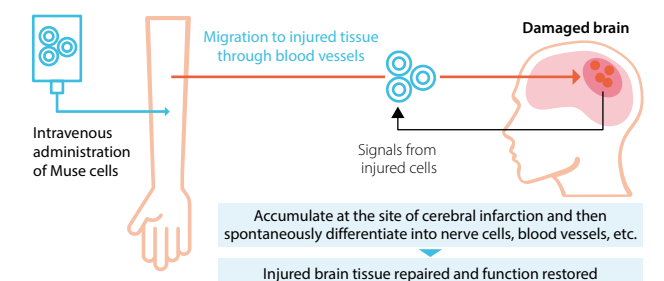 Damaged brain
Migration to injured tissue
through blood vessels
Intravenous
administration
of Muse cells
Signals from
injured cells
Accumulate at the site of cerebral infarction and then
spontaneously differentiate into nerve cells, blood vessels, etc.
Injured brain tissue repaired and function restored